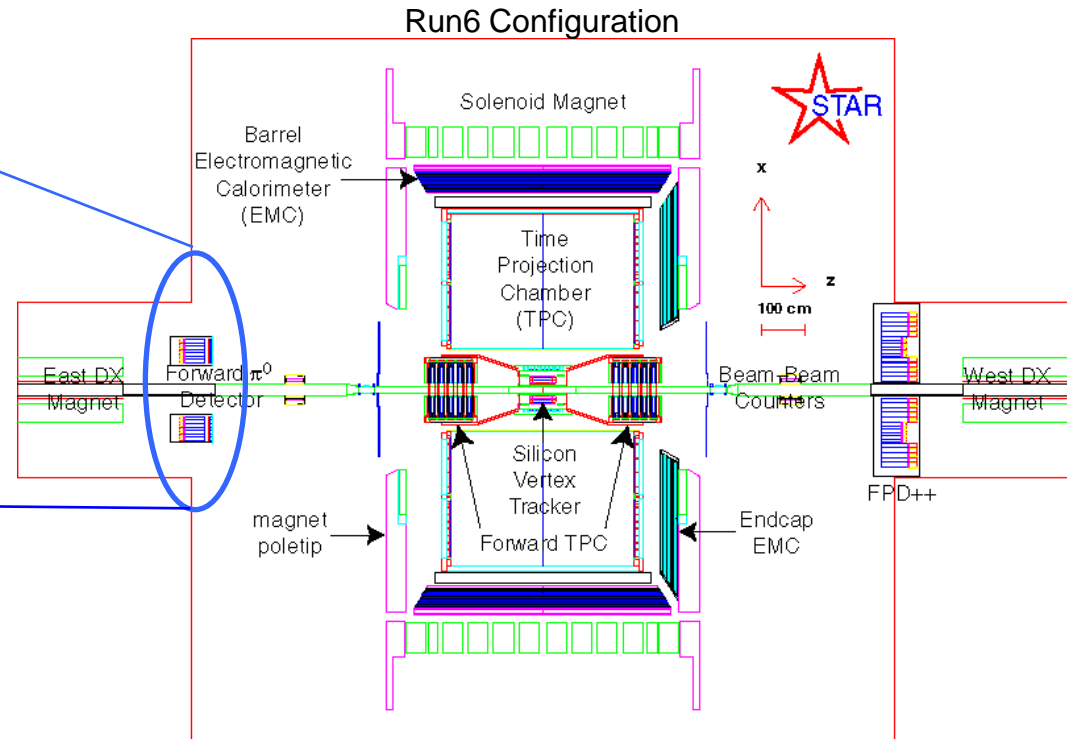 Run6 Configuration
STAR
Solenoid Magnet
Barrel
Electromagnetic
Calorimeter
(EMC)
x
z
100 cm
Time
Projection
Chamber
(TPC)
East DX
Magnet
Forward π⁰
Detector
Beam-Beam
Counters
West DX
Magnet
Silicon
Vertex
Tracker
FPD++
magnet
poletip
Forward TPC
Endcap
EMC